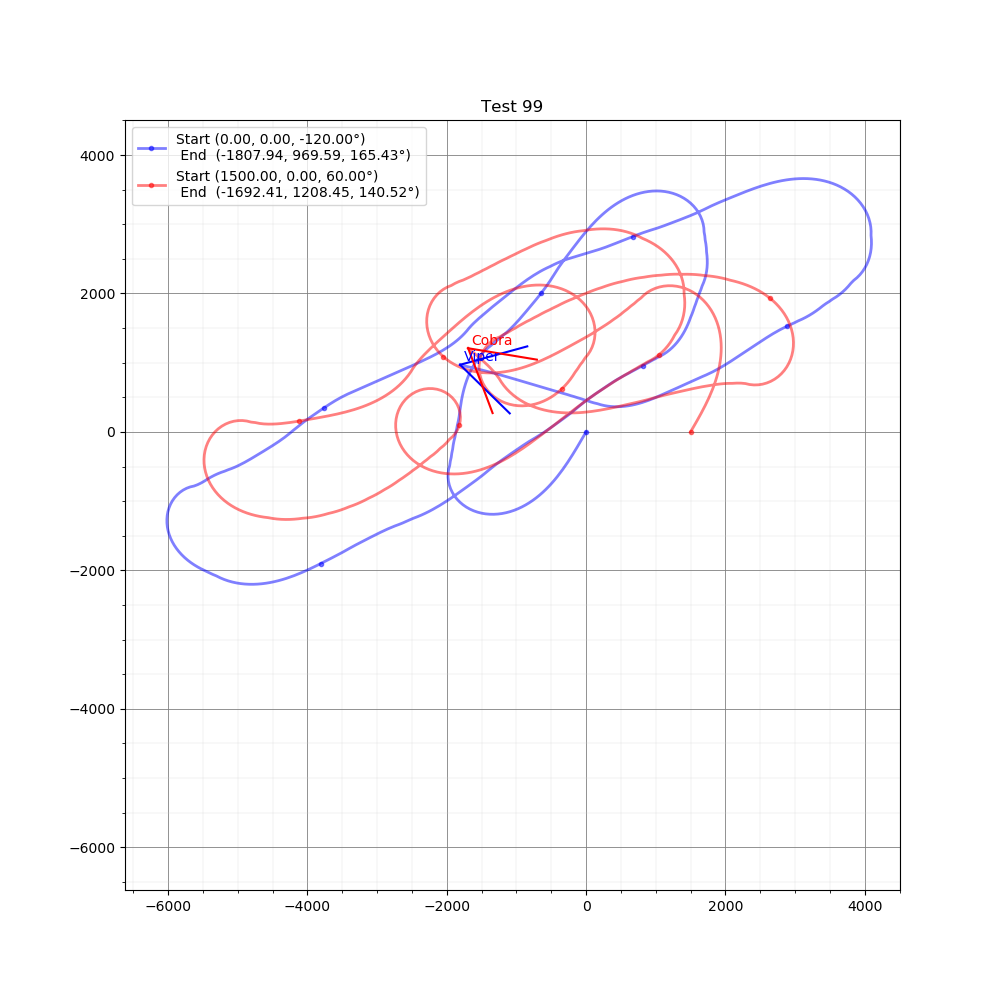 Test 99
Start (0.00, 0.00, -120.00°)
End (-1807.94, 969.59, 165.43°)
Start (1500.00, 0.00, 60.00°)
End (-1692.41, 1208.45, 140.52°)
4000
2000
0
−2000
−4000
−6000
Cobra
Viper
−6000 −4000 −2000 0 2000 4000